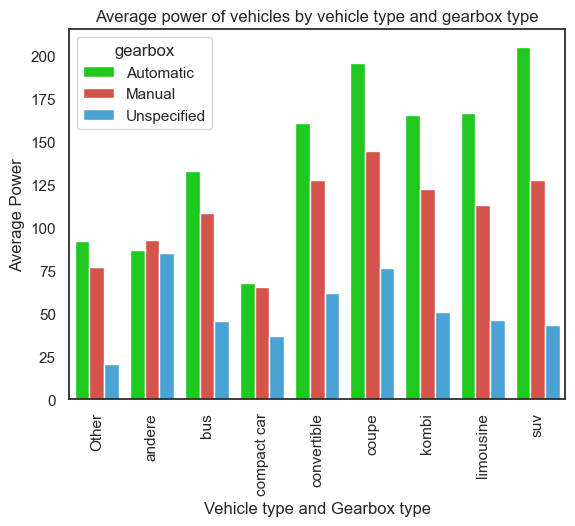 Average power of vehicles by vehicle type and gearbox type
gearbox
Automatic
Manual
Unspecified
Average Power
200
175
150
125
100
75
50
25
0
Other
andere
bus
compact car
convertible
coupe
kombi
limousine
suv
Vehicle type and Gearbox type